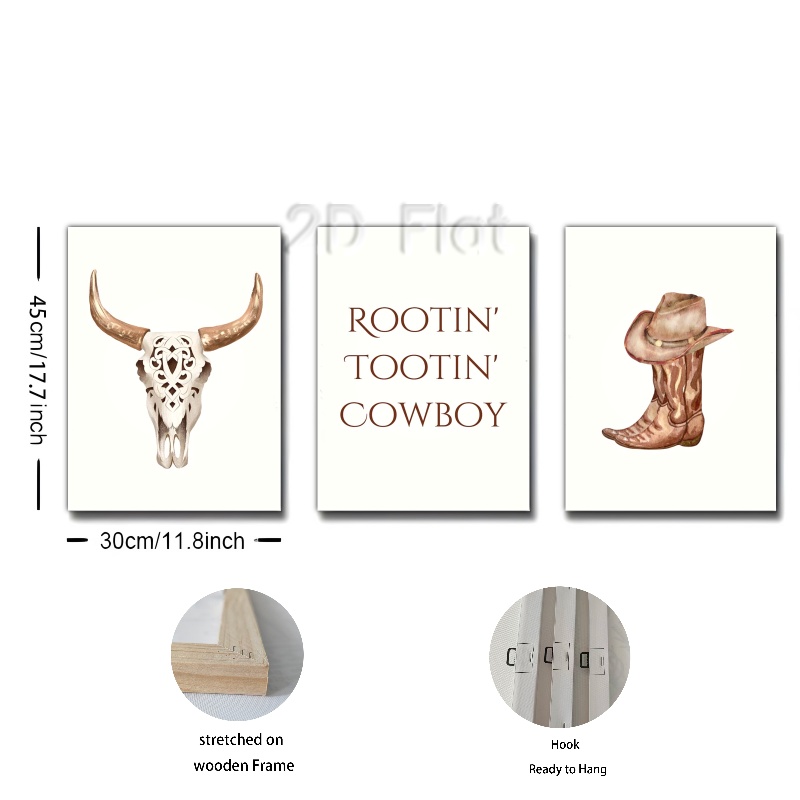 2D Flat
ROOTIN'
TOOTIN'
COWBOY
45cm/17.7inch
30cm/11.8inch
stretched on
wooden Frame
Hook
Ready to Hang